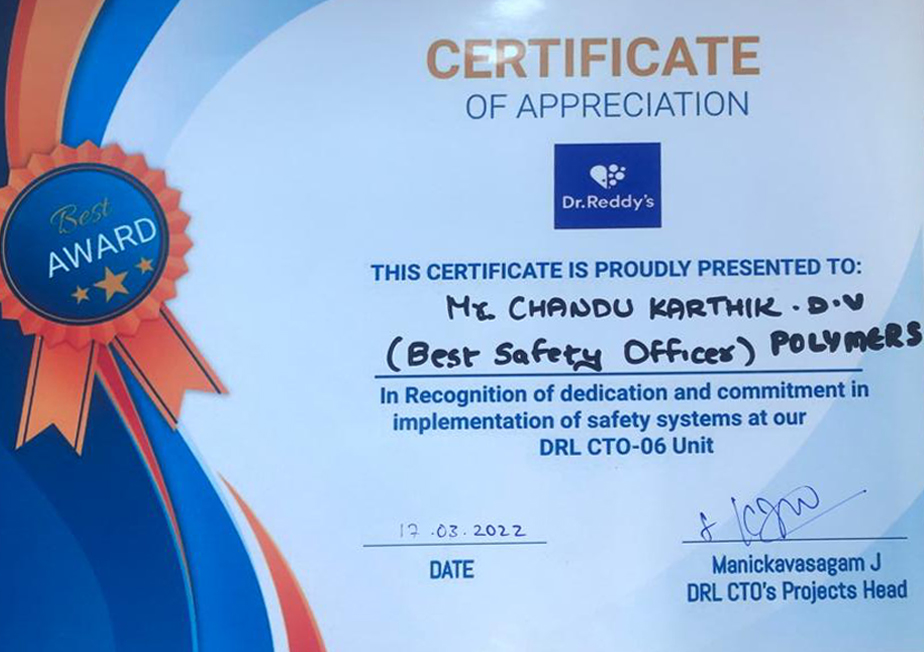 CERTIFICATE
OF APPRECIATION
Dr.Reddy's
Best
AWARD
THIS CERTIFICATE IS PROUDLY PRESENTED TO:
Mr. CHANDU KARTHIK . D.V
(Best Safety Officer) POLYMERS
In Recognition of dedication and commitment in
implementation of safety systems at our
DRL CTO-06 Unit
17.03.2022
DATE
Manickavasagam J
DRL CTO's Projects Head